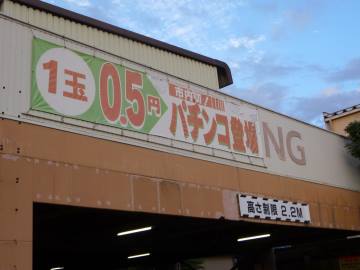 1玉 0.5円
市内初!!!!!
パチンコ登場
NG
高さ制限 2.2M